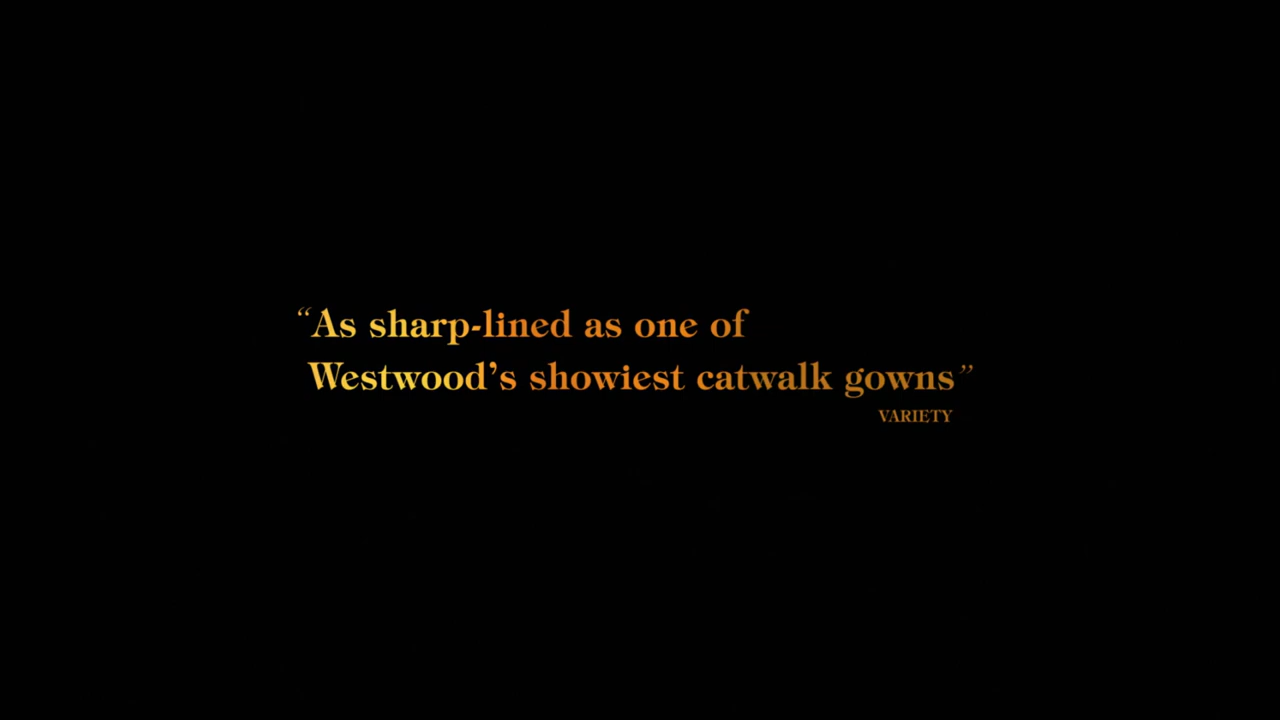 “As sharp-lined as one of
Westwood’s showiest catwalk gowns”
VARIETY